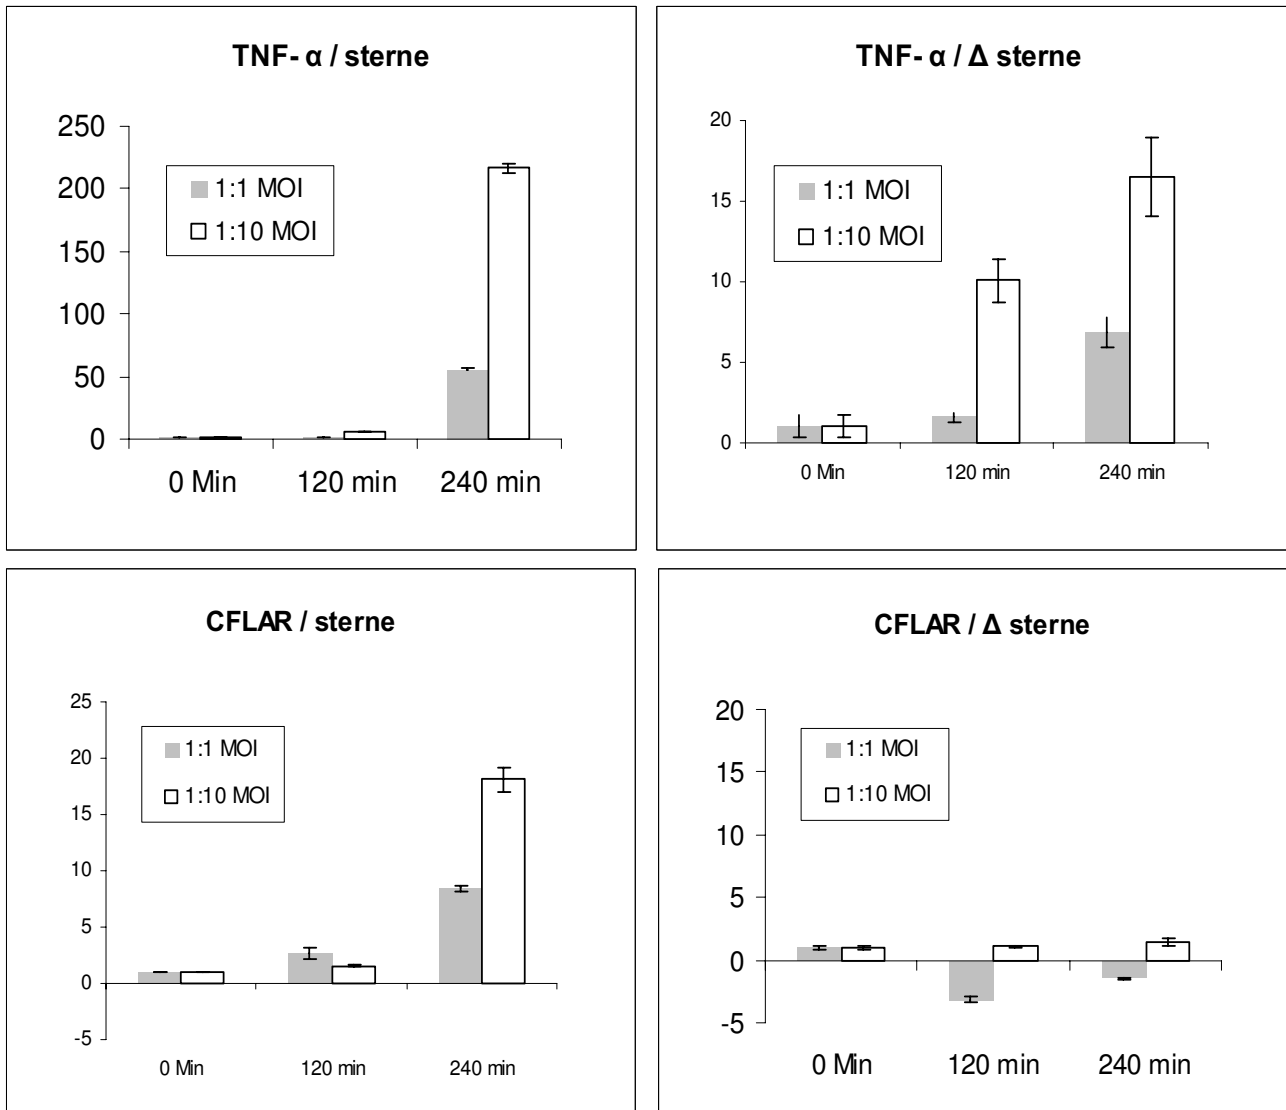 TNF- α / sterne
250
200
150
100
50
0
1:1 MOI
1:10 MOI
0 Min 120 min 240 min
TNF- α / Δ sterne
20
15
10
5
0
1:1 MOI
1:10 MOI
0 Min 120 min 240 min
CFLAR / sterne
25
20
15
10
5
0
-5
1:1 MOI
1:10 MOI
0 Min 120 min 240 min
CFLAR / Δ sterne
20
15
10
5
0
-5
1:1 MOI
1:10 MOI
0 Min 120 min 240 min